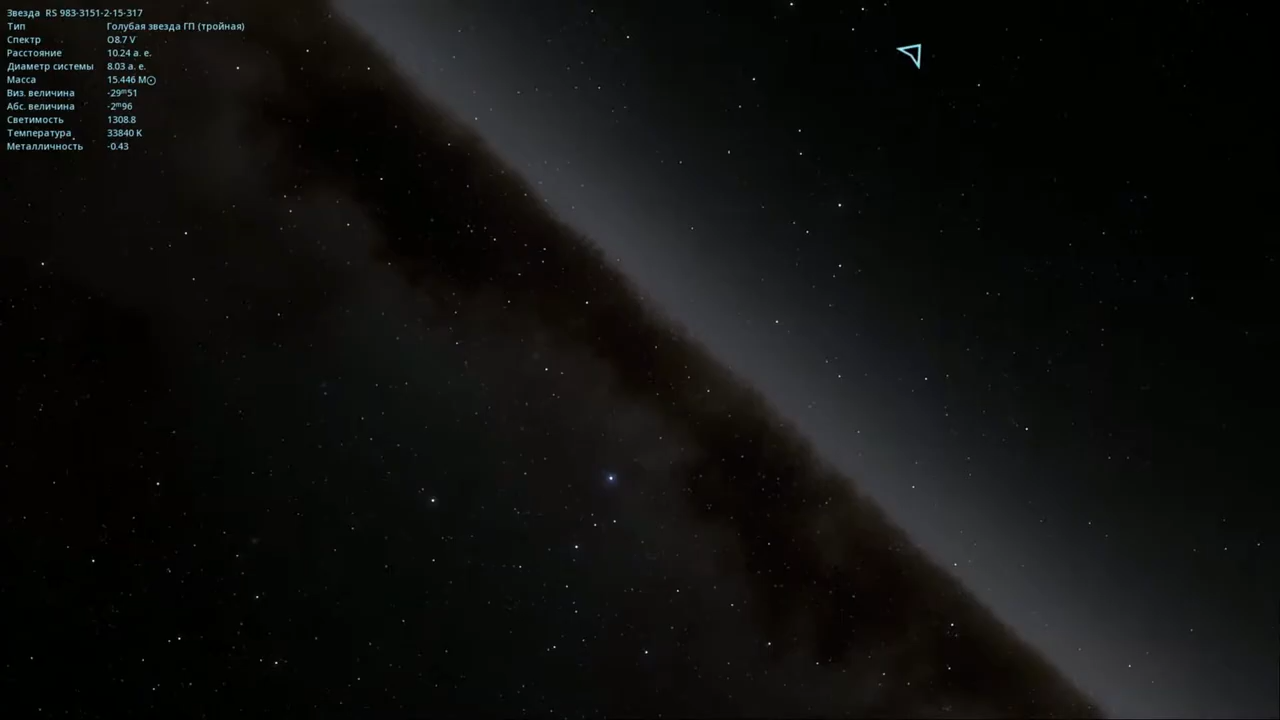 Звезда RS 983-3151-2-15-317
Тип Голубая звезда ГП (тройная)
Спектр O8.7 V
Расстояние 10.24 а. е.
Диаметр системы 8.03 а. е.
Масса 15.446 M☉
Виз. величина -29ᵐ51
Абс. величина -2ᵐ96
Светимость 1308.8
Температура 33840 K
Металличность -0.43